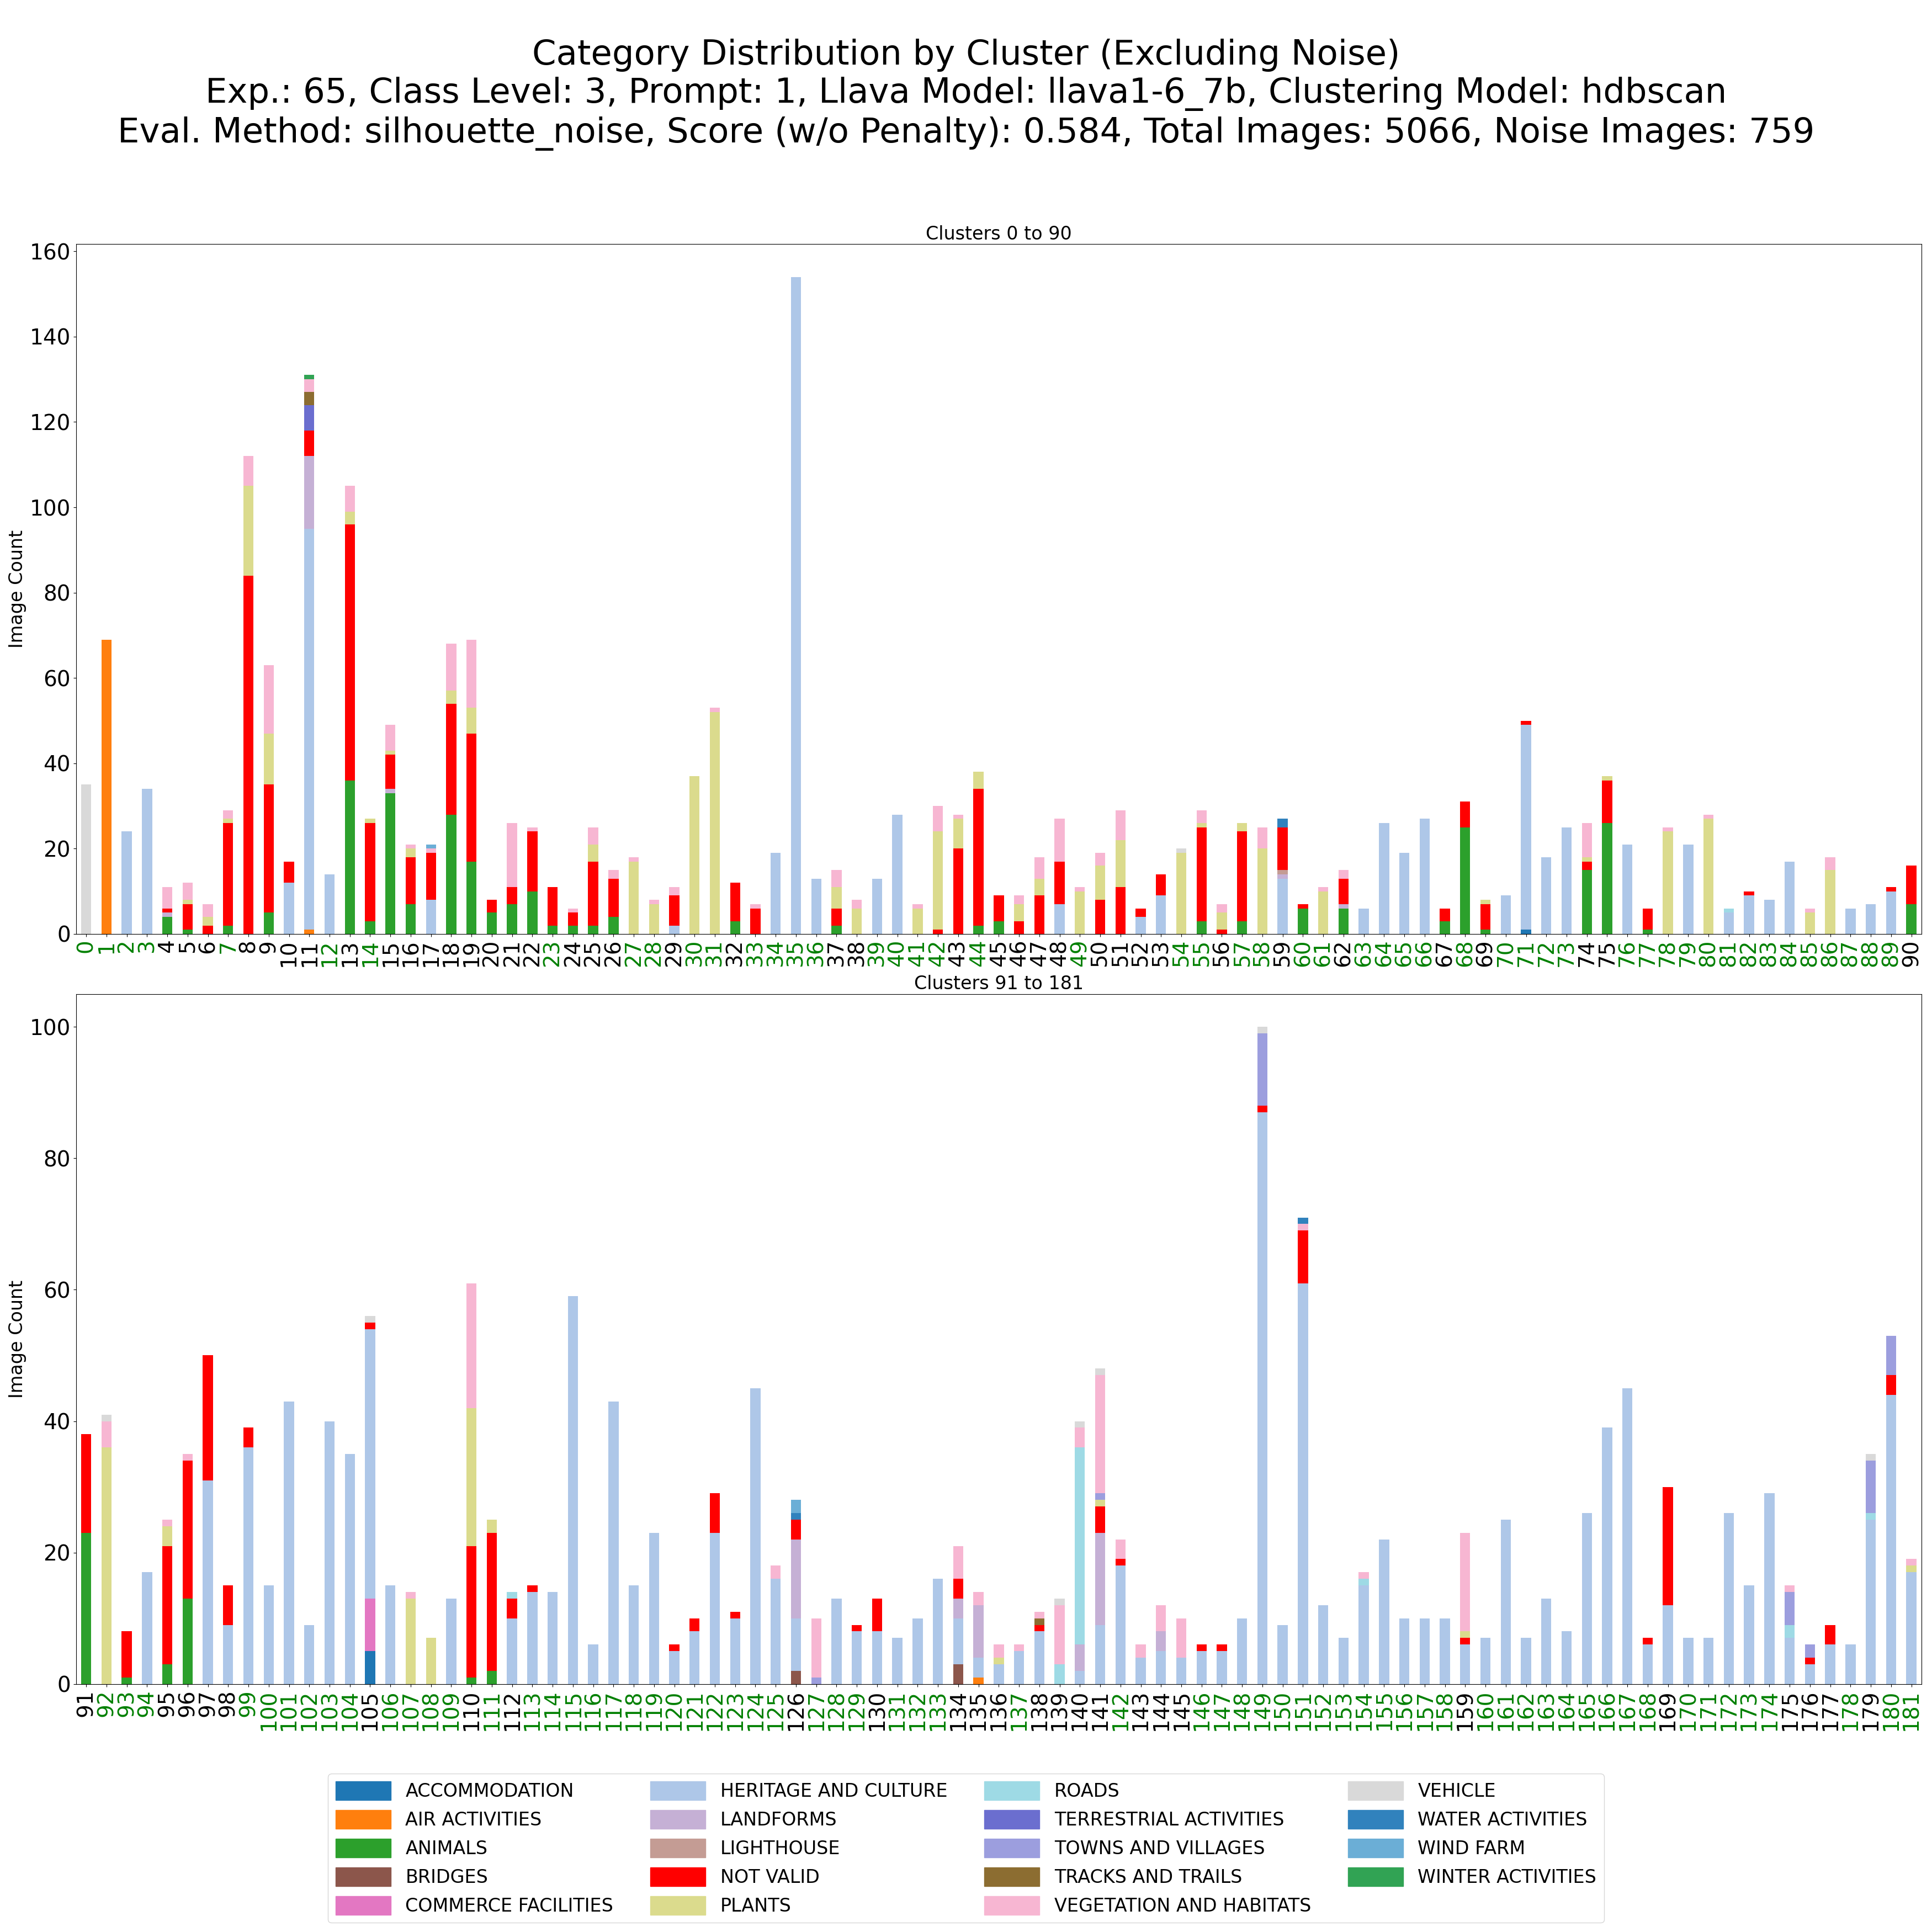 Category Distribution by Cluster (Excluding Noise)
Exp.: 65, Class Level: 3, Prompt: 1, Llava Model: llava1-6_7b, Clustering Model: hdbscan
Eval. Method: silhouette_noise, Score (w/o Penalty): 0.584, Total Images: 5066, Noise Images: 759
Clusters 0 to 90
Image Count
160
140
120
100
80
60
40
20
0
0 1 2 3 4 5 6 7 8 9 10 11 12 13 14 15 16 17 18 19 20 21 22 23 24 25 26 27 28 29 30 31 32 33 34 35 36 37 38 39 40 41 42 43 44 45 46 47 48 49 50 51 52 53 54 55 56 57 58 59 60 61 62 63 64 65 66 67 68 69 70 71 72 73 74 75 76 77 78 79 80 81 82 83 84 85 86 87 88 89 90
Clusters 91 to 181
Image Count
100
80
60
40
20
0
91 92 93 94 95 96 97 98 99 100 101 102 103 104 105 106 107 108 109 110 111 112 113 114 115 116 117 118 119 120 121 122 123 124 125 126 127 128 129 130 131 132 133 134 135 136 137 138 139 140 141 142 143 144 145 146 147 148 149 150 151 152 153 154 155 156 157 158 159 160 161 162 163 164 165 166 167 168 169 170 171 172 173 174 175 176 177 178 179 180 181
ACCOMMODATION
AIR ACTIVITIES
ANIMALS
BRIDGES
COMMERCE FACILITIES
HERITAGE AND CULTURE
LANDFORMS
LIGHTHOUSE
NOT VALID
PLANTS
ROADS
TERRESTRIAL ACTIVITIES
TOWNS AND VILLAGES
TRACKS AND TRAILS
VEGETATION AND HABITATS
VEHICLE
WATER ACTIVITIES
WIND FARM
WINTER ACTIVITIES